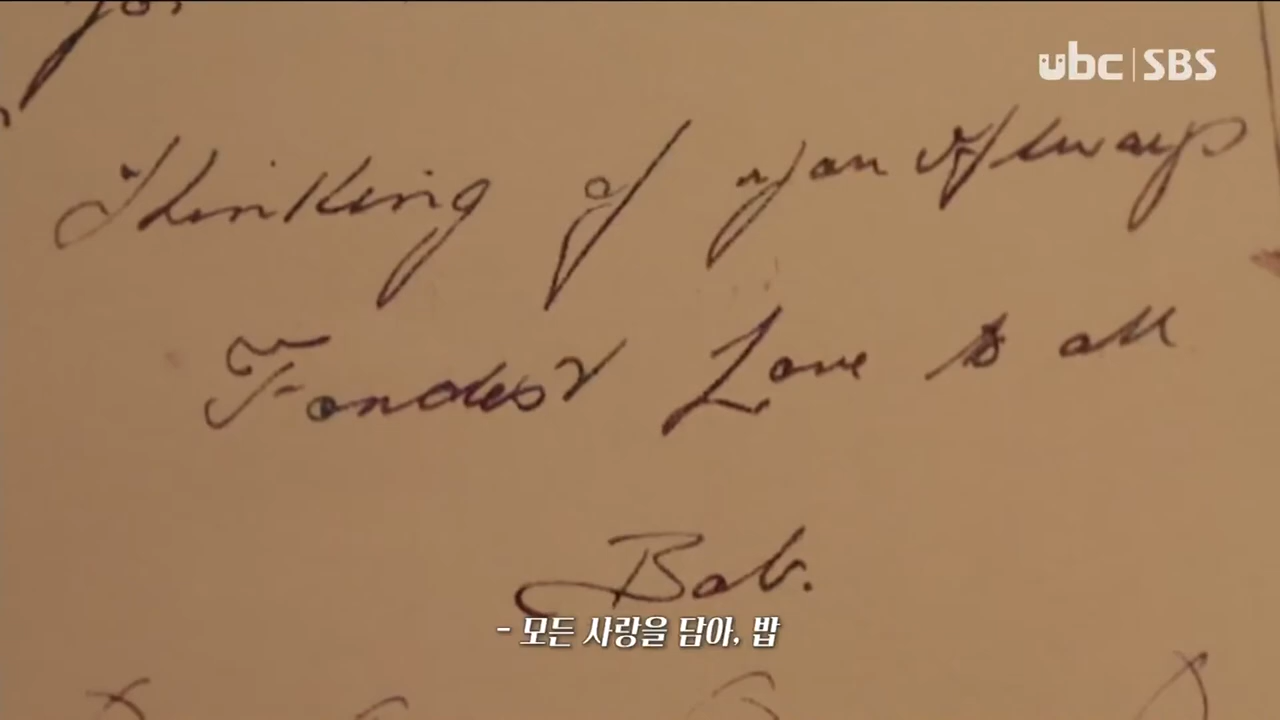 for
ubc SBS
Thinking of you Always
Fondest Love to all
Bob.
- 모든 사랑을 담아, 밥